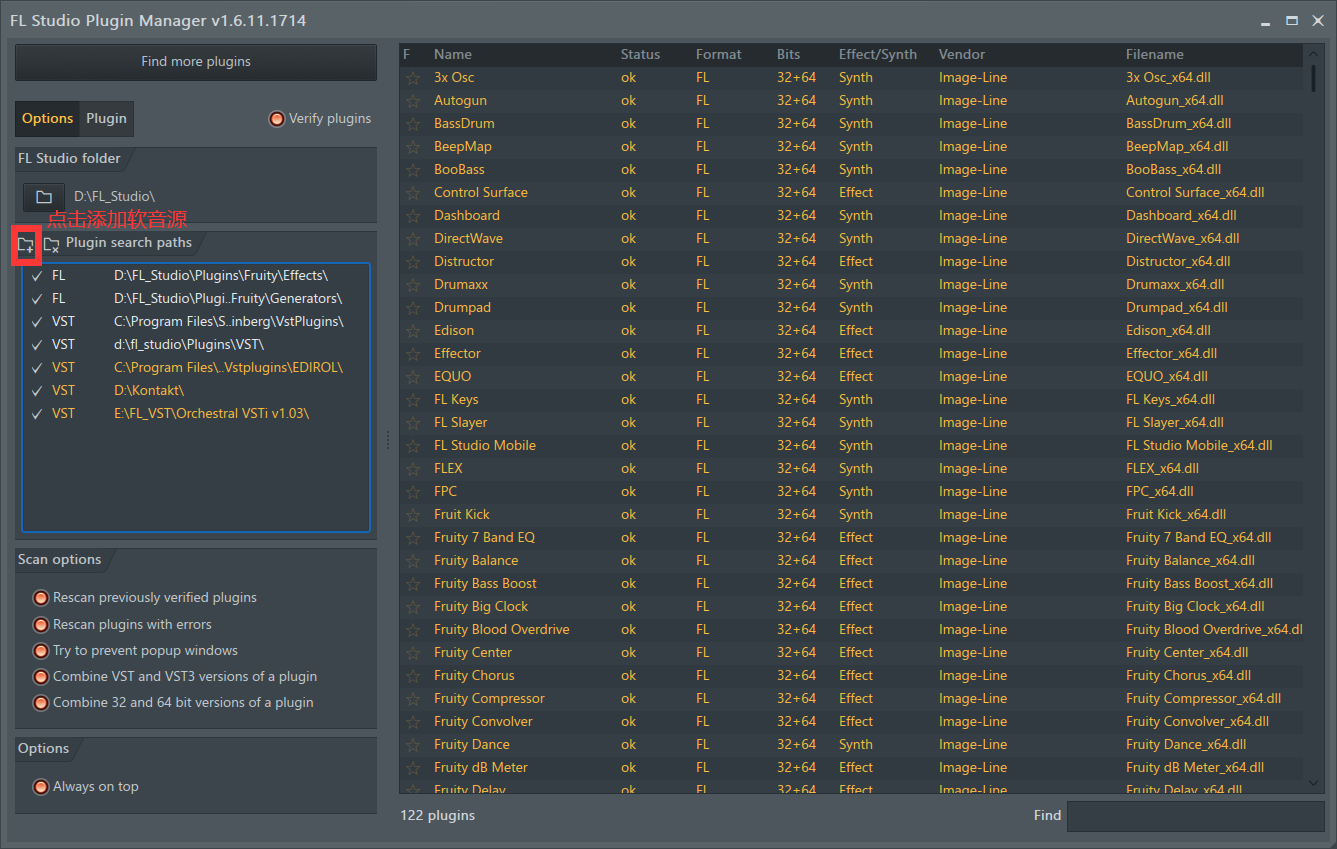 FL Studio Plugin Manager v1.6.11.1714
Find more plugins
Options Plugin Verify plugins
FL Studio folder
D:\FL_Studio\
点击添加软音源
Plugin search paths
FL D:\FL_Studio\Plugins\Fruity\Effects\
FL D:\FL_Studio\Plugi..Fruity\Generators\
VST C:\Program Files\S..inberg\VstPlugins\
VST d:\fl_studio\Plugins\VST\
VST C:\Program Files\..Vstplugins\EDIROL\
VST D:\Kontakt\
VST E:\FL_VST\Orchestral VSTi v1.03\
Scan options
Rescan previously verified plugins
Rescan plugins with errors
Try to prevent popup windows
Combine VST and VST3 versions of a plugin
Combine 32 and 64 bit versions of a plugin
Options
Always on top
F Name Status Format Bits Effect/Synth Vendor Filename
3x Osc ok FL 32+64 Synth Image-Line 3x Osc_x64.dll
Autogun ok FL 32+64 Synth Image-Line Autogun_x64.dll
BassDrum ok FL 32+64 Synth Image-Line BassDrum_x64.dll
BeepMap ok FL 32+64 Synth Image-Line BeepMap_x64.dll
BooBass ok FL 32+64 Synth Image-Line BooBass_x64.dll
Control Surface ok FL 32+64 Effect Image-Line Control Surface_x64.dll
Dashboard ok FL 32+64 Synth Image-Line Dashboard_x64.dll
DirectWave ok FL 32+64 Synth Image-Line DirectWave_x64.dll
Distructor ok FL 32+64 Effect Image-Line Distructor_x64.dll
Drumaxx ok FL 32+64 Synth Image-Line Drumaxx_x64.dll
Drumpad ok FL 32+64 Synth Image-Line Drumpad_x64.dll
Edison ok FL 32+64 Effect Image-Line Edison_x64.dll
Effector ok FL 32+64 Effect Image-Line Effector_x64.dll
EQUO ok FL 32+64 Effect Image-Line EQUO_x64.dll
FL Keys ok FL 32+64 Synth Image-Line FL Keys_x64.dll
FL Slayer ok FL 32+64 Synth Image-Line FL Slayer_x64.dll
FL Studio Mobile ok FL 32+64 Synth Image-Line FL Studio Mobile_x64.dll
FLEX ok FL 32+64 Synth Image-Line FLEX_x64.dll
FPC ok FL 32+64 Synth Image-Line FPC_x64.dll
Fruit Kick ok FL 32+64 Synth Image-Line Fruit Kick_x64.dll
Fruity 7 Band EQ ok FL 32+64 Effect Image-Line Fruity 7 Band EQ_x64.dll
Fruity Balance ok FL 32+64 Effect Image-Line Fruity Balance_x64.dll
Fruity Bass Boost ok FL 32+64 Effect Image-Line Fruity Bass Boost_x64.dll
Fruity Big Clock ok FL 32+64 Effect Image-Line Fruity Big Clock_x64.dll
Fruity Blood Overdrive ok FL 32+64 Effect Image-Line Fruity Blood Overdrive_x64.dl
Fruity Center ok FL 32+64 Effect Image-Line Fruity Center_x64.dll
Fruity Chorus ok FL 32+64 Effect Image-Line Fruity Chorus_x64.dll
Fruity Compressor ok FL 32+64 Effect Image-Line Fruity Compressor_x64.dll
Fruity Convolver ok FL 32+64 Effect Image-Line Fruity Convolver_x64.dll
Fruity Dance ok FL 32+64 Synth Image-Line Fruity Dance_x64.dll
Fruity dB Meter ok FL 32+64 Effect Image-Line Fruity dB Meter_x64.dll
Fruity Delay ok FL 32+64 Effect Image-Line Fruity Delay_x64.dll
122 plugins Find